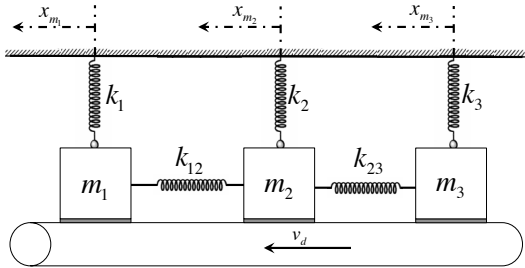 x_{m_1} x_{m_2} x_{m_3}
k_1 k_2 k_3
k_{12} k_{23}
m_1 m_2 m_3
v_d